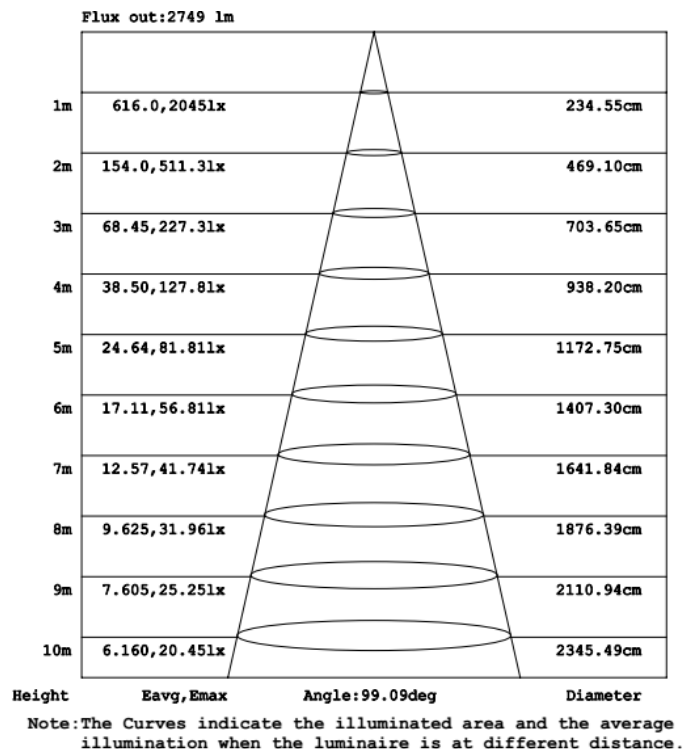 Flux out:2749 lm
1m 616.0,2045lx 234.55cm
2m 154.0,511.3lx 469.10cm
3m 68.45,227.3lx 703.65cm
4m 38.50,127.8lx 938.20cm
5m 24.64,81.81lx 1172.75cm
6m 17.11,56.81lx 1407.30cm
7m 12.57,41.74lx 1641.84cm
8m 9.625,31.96lx 1876.39cm
9m 7.605,25.25lx 2110.94cm
10m 6.160,20.45lx 2345.49cm
Height Eavg,Emax Angle:99.09deg Diameter
Note:The Curves indicate the illuminated area and the average
illumination when the luminaire is at different distance.